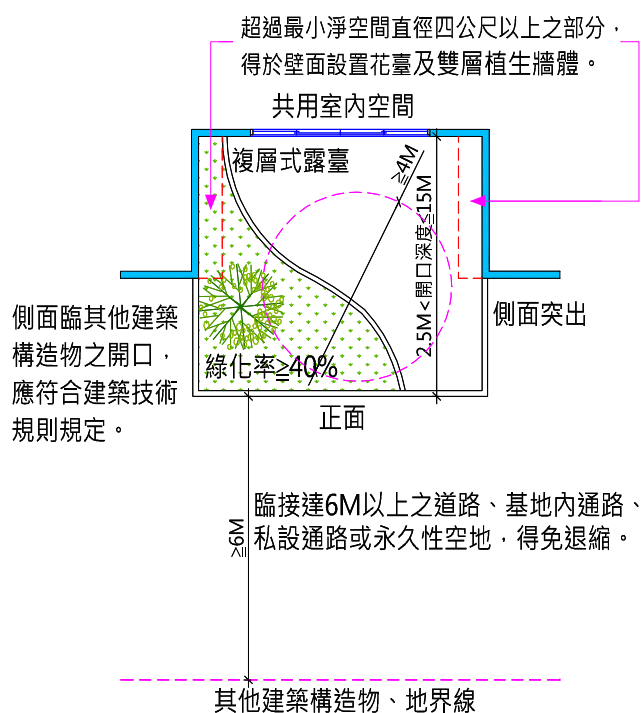 超過最小淨空間直徑四公尺以上之部分，
得於壁面設置花臺及雙層植生牆體。
共用室內空間
複層式露臺
≧4M
2.5M<開口深度≦15M
側面臨其他建築
構造物之開口，
應符合建築技術
規則規定。
側面突出
綠化率≧40%
正面
≧6M
臨接達6M以上之道路、基地內通路、
私設通路或永久性空地，得免退縮。
其他建築構造物、地界線